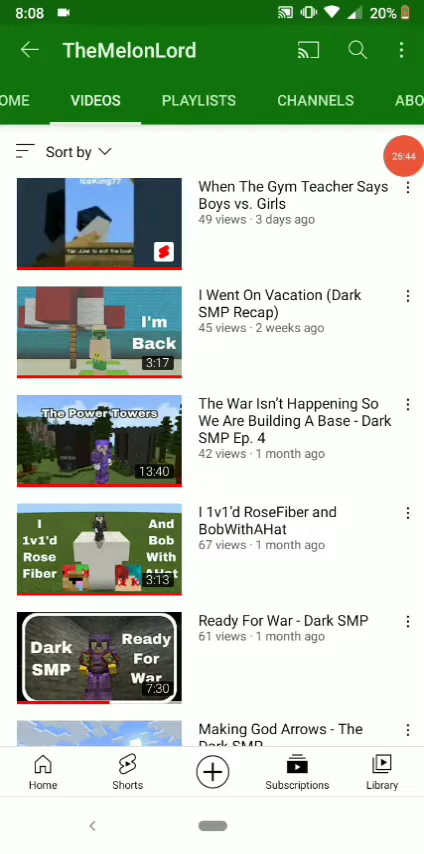 8:08 20%
TheMelonLord
OME VIDEOS PLAYLISTS CHANNELS ABO
Sort by
26:44
IceKing77
When The Gym Teacher Says
Boys vs. Girls
49 views · 3 days ago
I'm
Back
3:17
I Went On Vacation (Dark
SMP Recap)
45 views · 2 weeks ago
The Power Towers
13:40
The War Isn't Happening So
We Are Building A Base - Dark
SMP Ep. 4
42 views · 1 month ago
I
1v1'd
Rose
Fiber
And
Bob
With
AHat
3:13
I 1v1'd RoseFiber and
BobWithAHat
67 views · 1 month ago
Dark
SMP
Ready
For
War
7:30
Ready For War - Dark SMP
61 views · 1 month ago
Making God Arrows - The
Dark SMP
Home Shorts Subscriptions Library